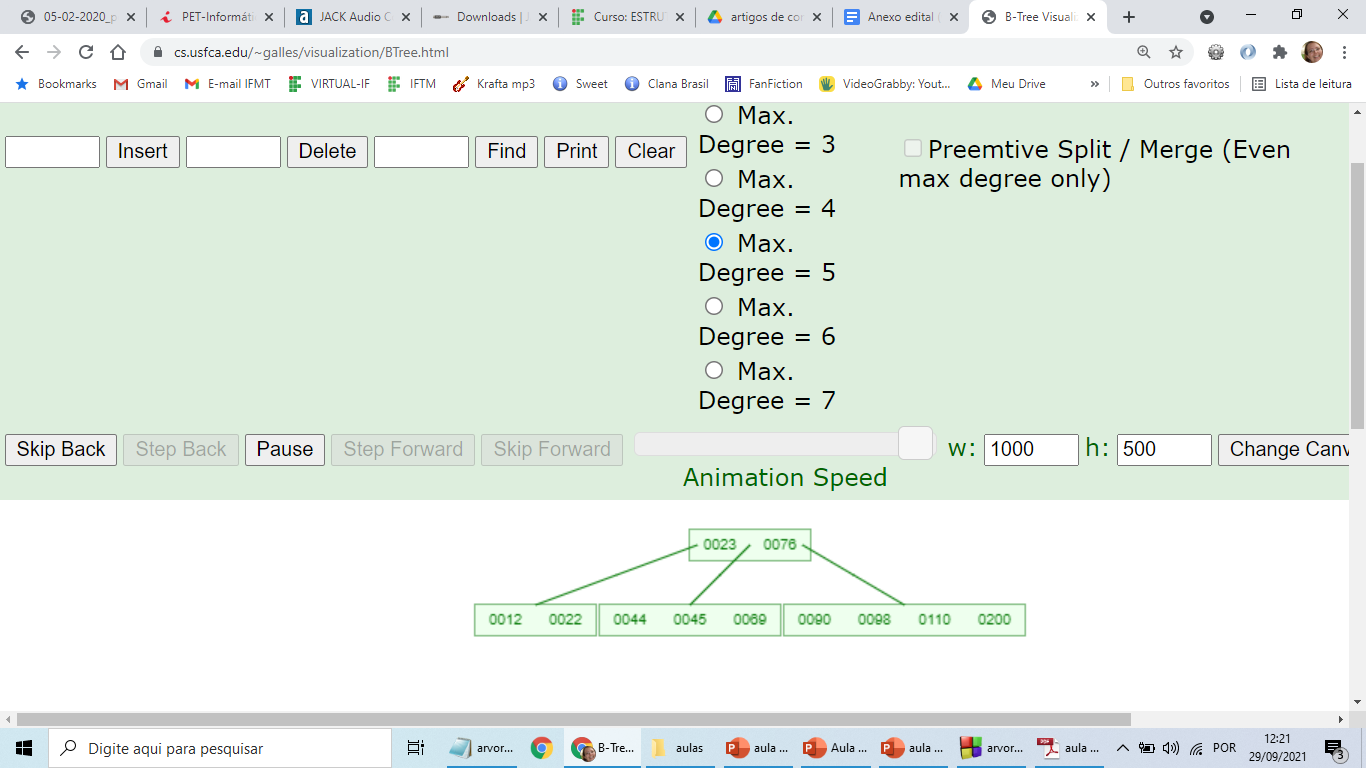 05-02-2020_p
PET-Informáti
JACK Audio C
Downloads | J
Curso: ESTRUT
artigos de cor
Anexo edital |
B-Tree Visuali
cs.usfca.edu/~galles/visualization/BTree.html
Bookmarks Gmail E-mail IFMT VIRTUAL-IF IFTM Krafta mp3 Sweet Clana Brasil FanFiction VideoGrabby: Yout... Meu Drive » Outros favoritos Lista de leitura
Max.
Degree = 3
Max.
Degree = 4
Max.
Degree = 5
Max.
Degree = 6
Max.
Degree = 7
Insert Delete Find Print Clear
Preemtive Split / Merge (Even
max degree only)
Skip Back Step Back Pause Step Forward Skip Forward
Animation Speed
w: 1000 h: 500 Change Canv
0023 0076
0012 0022 0044 0045 0069 0090 0098 0110 0200
Digite aqui para pesquisar
arvor...
B-Tre...
aulas
aula ...
Aula ...
aula ...
arvor...
aula ...
POR
12:21
29/09/2021
3